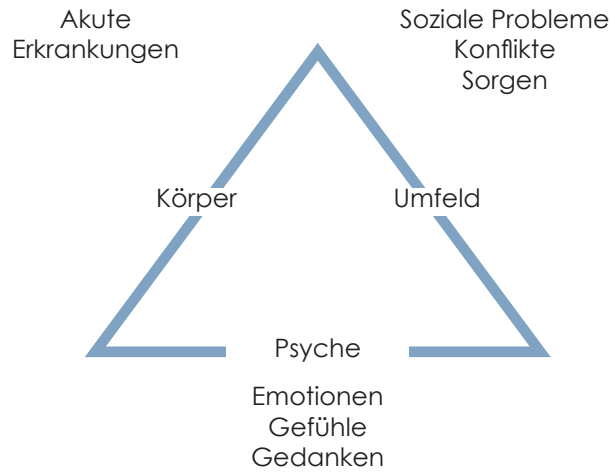 Akute
Erkrankungen
Soziale Probleme
Konflikte
Sorgen
Körper
Umfeld
Psyche
Emotionen
Gefühle
Gedanken